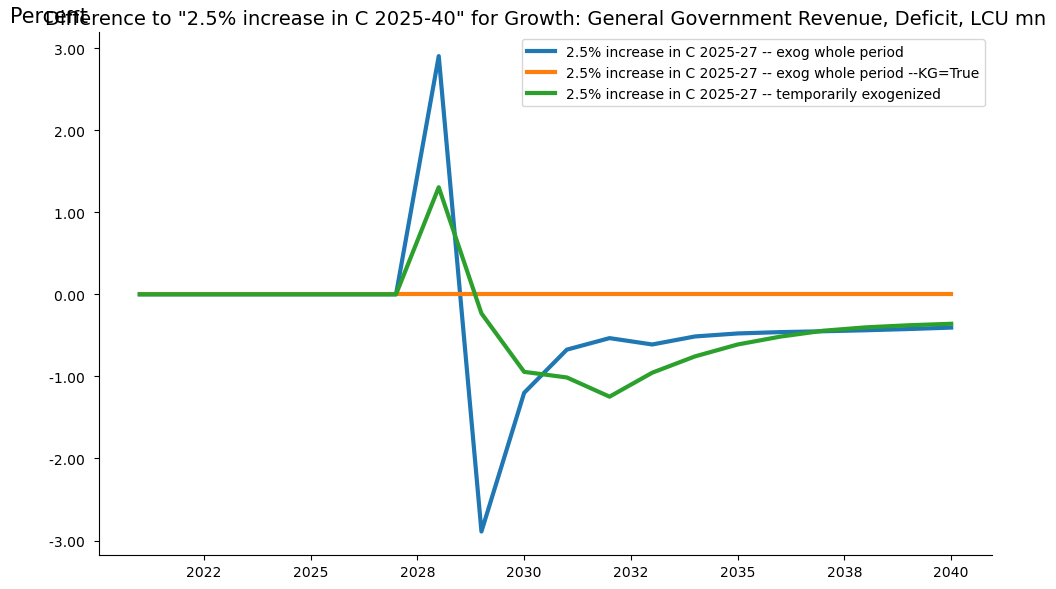 Percent
Difference to "2.5% increase in C 2025-40" for Growth: General Government Revenue, Deficit, LCU mn
3.00
2.5% increase in C 2025-27 -- exog whole period
2.5% increase in C 2025-27 -- exog whole period --KG=True
2.5% increase in C 2025-27 -- temporarily exogenized
2.00
1.00
0.00
-1.00
-2.00
-3.00
2022 2025 2028 2030 2032 2035 2038 2040